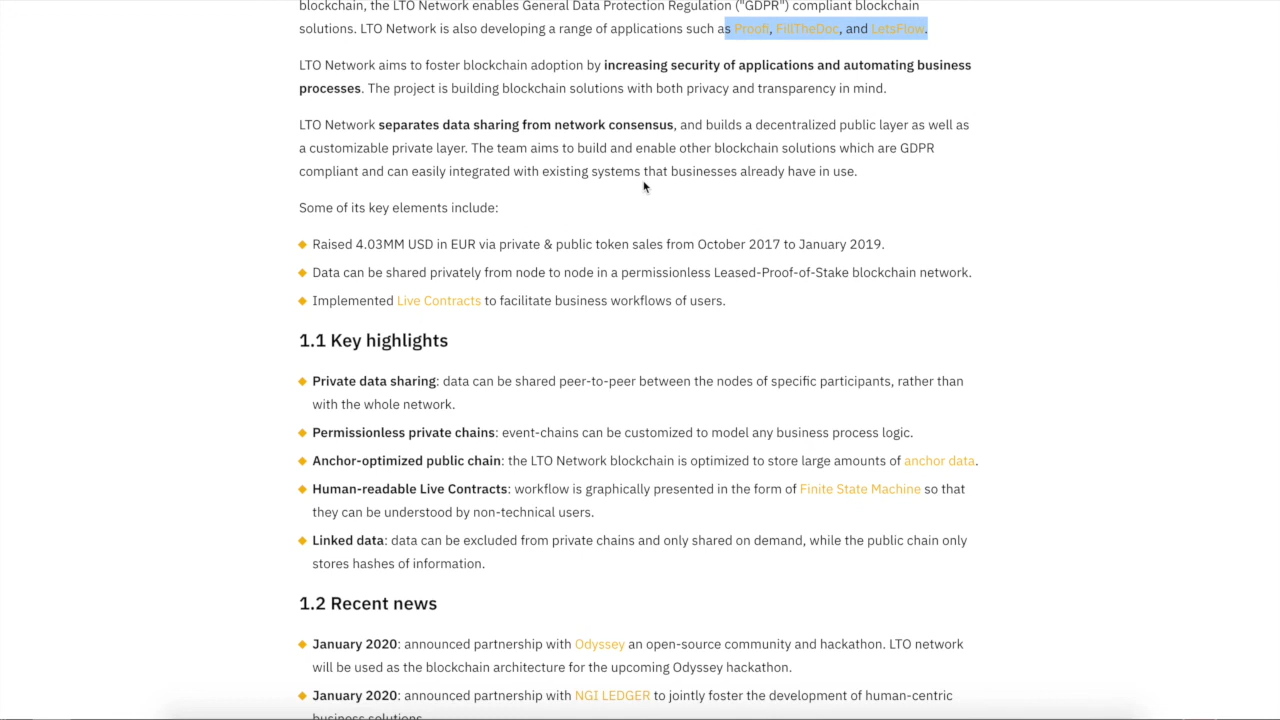 blockchain, the LTO Network enables General Data Protection Regulation ("GDPR") compliant blockchain
solutions. LTO Network is also developing a range of applications such as Proofi, FillTheDoc, and LetsFlow.
LTO Network aims to foster blockchain adoption by increasing security of applications and automating business
processes. The project is building blockchain solutions with both privacy and transparency in mind.
LTO Network separates data sharing from network consensus, and builds a decentralized public layer as well as
a customizable private layer. The team aims to build and enable other blockchain solutions which are GDPR
compliant and can easily integrated with existing systems that businesses already have in use.
Some of its key elements include:
Raised 4.03MM USD in EUR via private & public token sales from October 2017 to January 2019.
Data can be shared privately from node to node in a permissionless Leased-Proof-of-Stake blockchain network.
Implemented Live Contracts to facilitate business workflows of users.
1.1 Key highlights
Private data sharing: data can be shared peer-to-peer between the nodes of specific participants, rather than
with the whole network.
Permissionless private chains: event-chains can be customized to model any business process logic.
Anchor-optimized public chain: the LTO Network blockchain is optimized to store large amounts of anchor data.
Human-readable Live Contracts: workflow is graphically presented in the form of Finite State Machine so that
they can be understood by non-technical users.
Linked data: data can be excluded from private chains and only shared on demand, while the public chain only
stores hashes of information.
1.2 Recent news
January 2020: announced partnership with Odyssey an open-source community and hackathon. LTO network
will be used as the blockchain architecture for the upcoming Odyssey hackathon.
January 2020: announced partnership with NGI LEDGER to jointly foster the development of human-centric
business solutions.